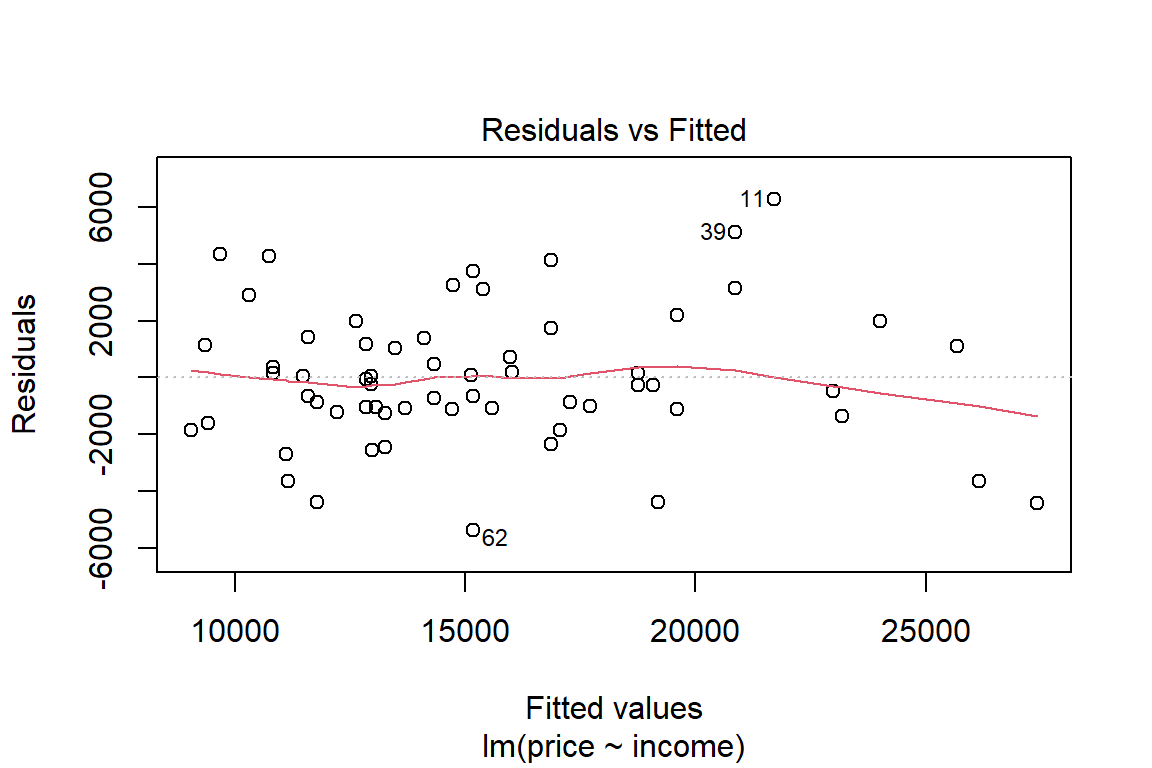 Residuals vs Fitted
Residuals
6000
2000
-2000
-6000
11
39
62
10000 15000 20000 25000
Fitted values
lm(price ~ income)